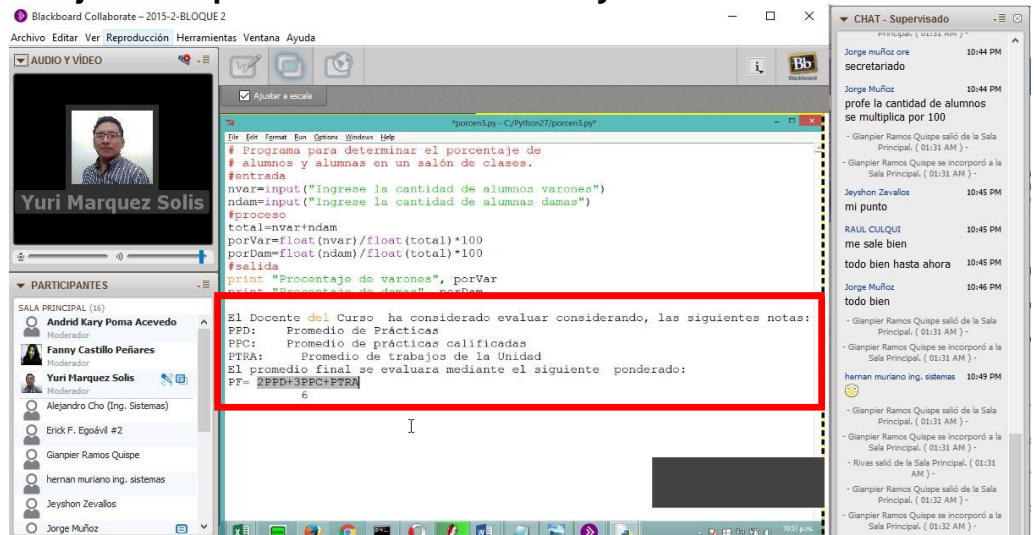 Blackboard Collaborate – 2015-2-BLOQUE 2
Archivo Editar Ver Reproducción Herramientas Ventana Ayuda
AUDIO Y VÍDEO
Yuri Marquez Solis
PARTICIPANTES
SALA PRINCIPAL (16)
Andrid Kary Poma Acevedo
Moderador
Fanny Castillo Peñares
Moderador
Yuri Marquez Solis
Moderador
Alejandro Cho (Ing. Sistemas)
Erick F. Egoávil #2
Gianpier Ramos Quispe
hernan muriano ing. sistemas
Jeyshon Zevallos
Jorge Muñoz
Bb
Blackboard
Ajustar a escala
*porcen3.py - C:/Python27/porcen3.py*
File Edit Format Run Options Windows Help
# Programa para determinar el porcentaje de
# alumnos y alumnas en un salón de clases.
#entrada
nvar=input("Ingrese la cantidad de alumnos varones")
ndam=input("Ingrese la cantidad de alumnas damas")
#proceso
total=nvar+ndam
porVar=float(nvar)/float(total)*100
porDam=float(ndam)/float(total)*100
#salida
print "Procentaje de varones", porVar
print "Procentaje de damas", porDam
El Docente del Curso ha considerado evaluar considerando, las siguientes notas:
PPD: Promedio de Prácticas
PPC: Promedio de prácticas calificadas
PTRA: Promedio de trabajos de la Unidad
El promedio final se evaluara mediante el siguiente ponderado:
PF= 2PPD+3PPC+PTRA
6
10:51 p.m.
CHAT - Supervisado
Principal. ( 01:31 AM ) -
Jorge muñoz ore 10:44 PM
secretariado
Jorge Muñoz 10:44 PM
profe la cantidad de alumnos
se multiplica por 100
- Gianpier Ramos Quispe salió de la Sala
Principal. ( 01:31 AM ) -
- Gianpier Ramos Quispe se incorporó a la
Sala Principal. ( 01:31 AM ) -
Jeyshon Zevallos 10:45 PM
mi punto
RAUL CULQUI 10:45 PM
me sale bien
todo bien hasta ahora 10:45 PM
Jorge Muñoz 10:46 PM
todo bien
- Gianpier Ramos Quispe salió de la Sala
Principal. ( 01:31 AM ) -
- Gianpier Ramos Quispe se incorporó a la
Sala Principal. ( 01:31 AM ) -
hernan muriano ing. sistemas 10:49 PM
- Gianpier Ramos Quispe salió de la Sala
Principal. ( 01:31 AM ) -
- Gianpier Ramos Quispe se incorporó a la
Sala Principal. ( 01:31 AM ) -
- Rivas salió de la Sala Principal. ( 01:31
AM ) -
- Gianpier Ramos Quispe salió de la Sala
Principal. ( 01:32 AM ) -
- Gianpier Ramos Quispe se incorporó a la
Sala Principal. ( 01:32 AM ) -